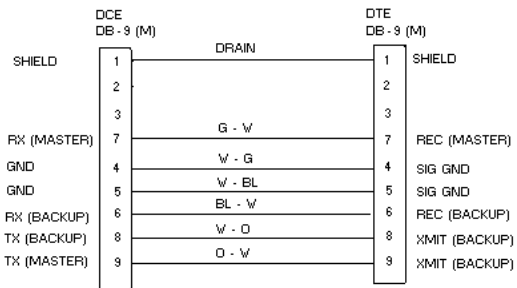 DCE DTE
DB - 9 (M) DB - 9 (M)
SHIELD 1 DRAIN 1 SHIELD
2 2
3 3
RX (MASTER) 7 G - W 7 REC (MASTER)
GND 4 W - G 4 SIG GND
GND 5 W - BL 5 SIG GND
RX (BACKUP) 6 BL - W 6 REC (BACKUP)
TX (BACKUP) 8 W - O 8 XMIT (BACKUP)
TX (MASTER) 9 O - W 9 XMIT (BACKUP)